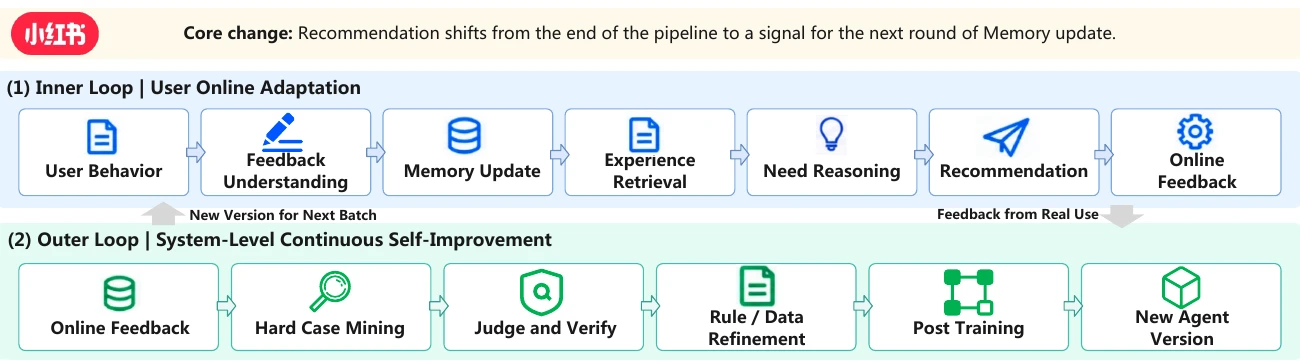 小红书
Core change: Recommendation shifts from the end of the pipeline to a signal for the next round of Memory update.
(1) Inner Loop | User Online Adaptation
User Behavior
Feedback
Understanding
Memory Update
Experience
Retrieval
Need Reasoning
Recommendation
Online
Feedback
New Version for Next Batch
Feedback from Real Use
(2) Outer Loop | System-Level Continuous Self-Improvement
Online Feedback
Hard Case Mining
Judge and Verify
Rule / Data
Refinement
Post Training
New Agent
Version